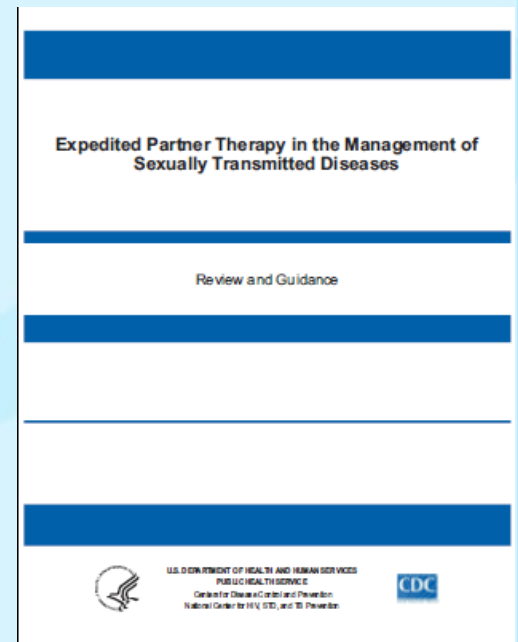 Expedited Partner Therapy in the Management of
Sexually Transmitted Diseases
Review and Guidance
U.S. DEPARTMENT OF HEALTH AND HUMAN SERVICES
PUBLIC HEALTH SERVICE
Centers for Disease Control and Prevention
National Center for HIV, STD, and TB Prevention
CDC